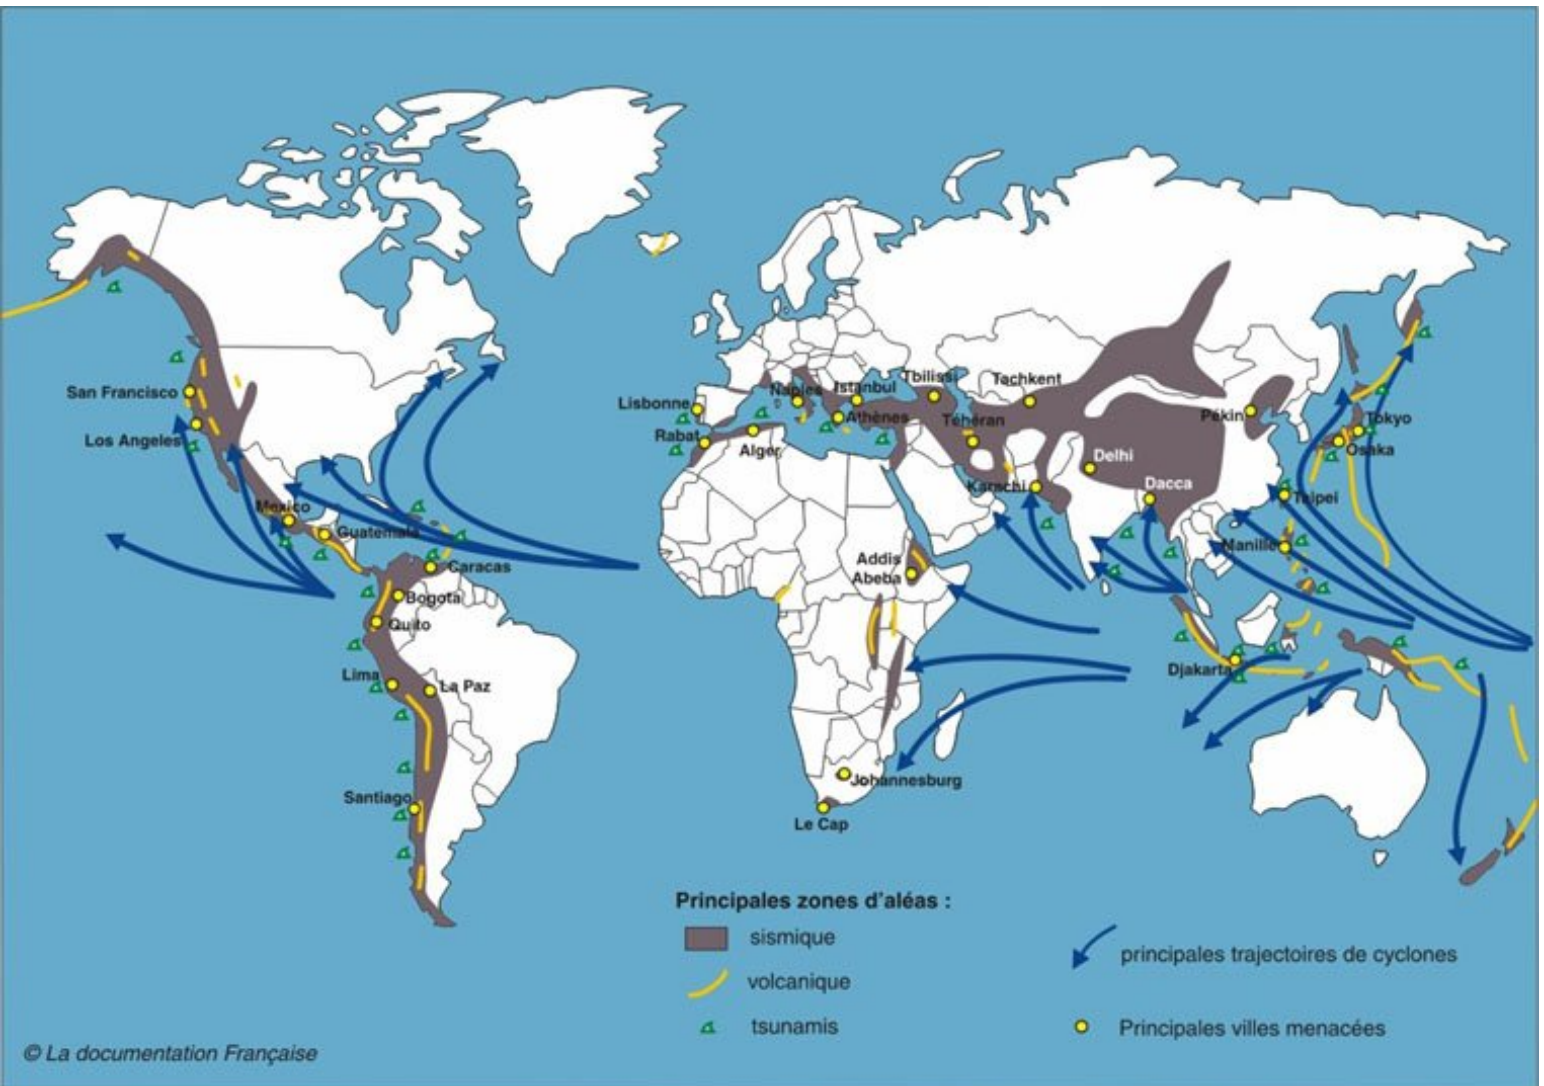 San Francisco
Los Angeles
Mexico
Guatemala
Caracas
Bogota
Quito
Lima
La Paz
Santiago
Lisbonne
Rabat
Alger
Naples
Istanbul
Athènes
Tbilissi
Téhéran
Tachkent
Karachi
Delhi
Dacca
Pékin
Tokyo
Osaka
Taipei
Manille
Djakarta
Addis
Abeba
Johannesburg
Le Cap
Principales zones d'aléas :
sismique
volcanique
tsunamis
principales trajectoires de cyclones
Principales villes menacées
© La documentation Française